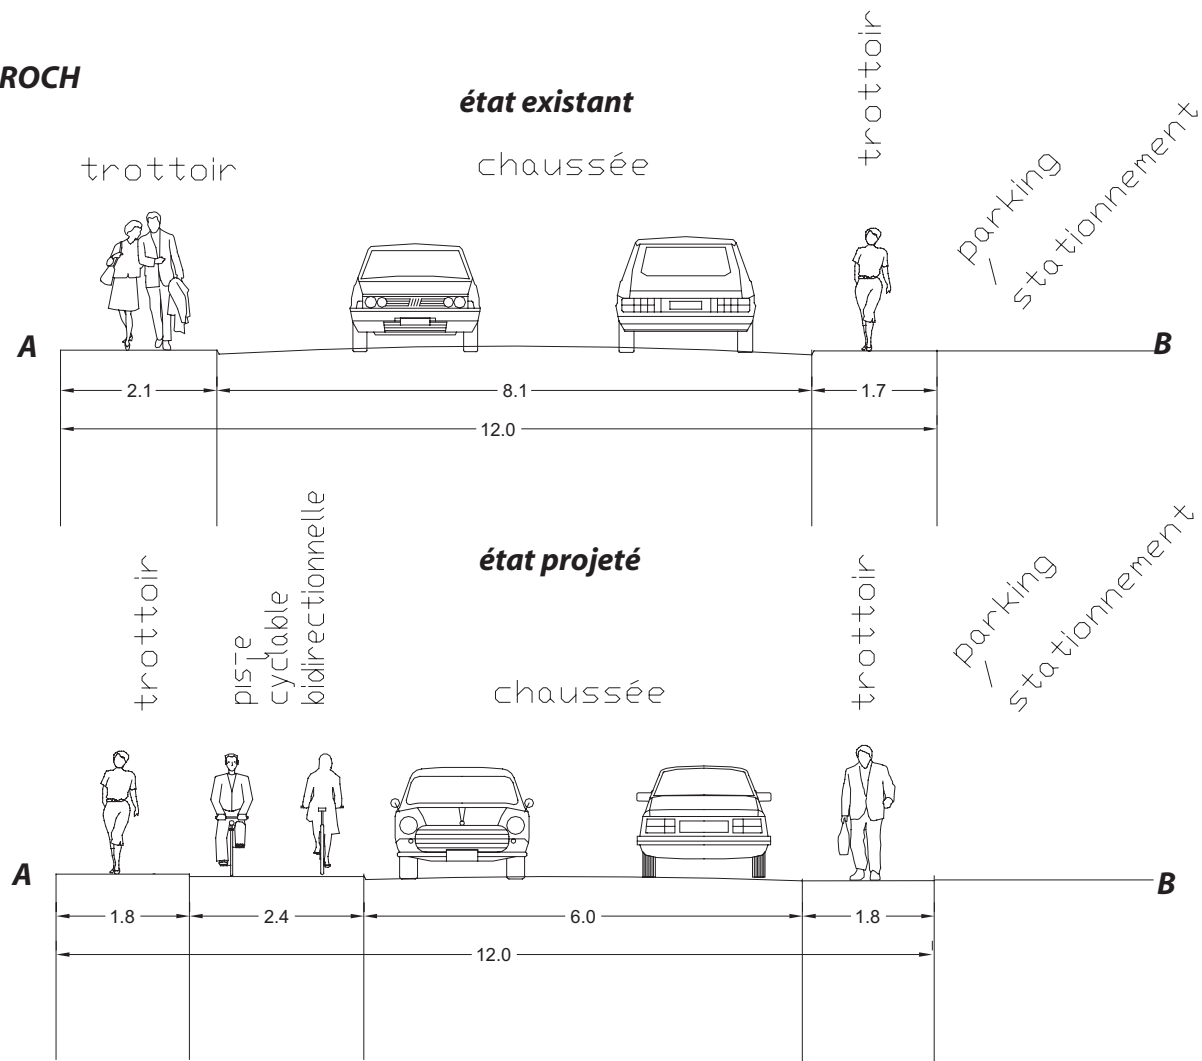 ROCH
état existant
trottoir
chaussée
trottoir
parking
/
stationnement
A
B
2.1
8.1
1.7
12.0
état projeté
trottoir
piste
cyclable
bidirectionnelle
chaussée
trottoir
parking
/
stationnement
A
B
1.8
2.4
6.0
1.8
12.0